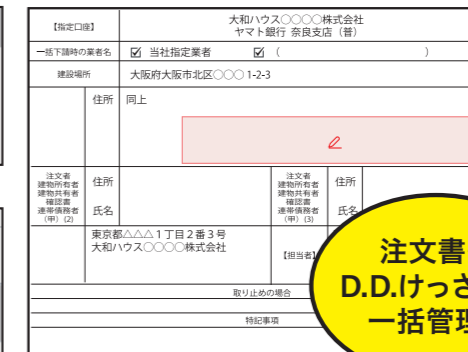 【指定口座】
大和ハウス○○○○株式会社
ヤマト銀行 奈良支店（普）
一括下請時の業者名
☑ 当社指定業者 ☑（ ）
建設場所
大阪府大阪市北区○○○ 1-2-3
住所
同上
注文者
建物所有者
建物共有者
確認書
連帯債務者
（甲）(2)
住所
氏名
注文者
建物所有者
建物共有者
確認書
連帯債務者
（甲）(3)
住所
氏名
東京都△△△１丁目２番３号
大和ハウス○○○○株式会社
【担当者】
取り止めの場合
特記事項
注文書
D.D.けっさ
一括管理